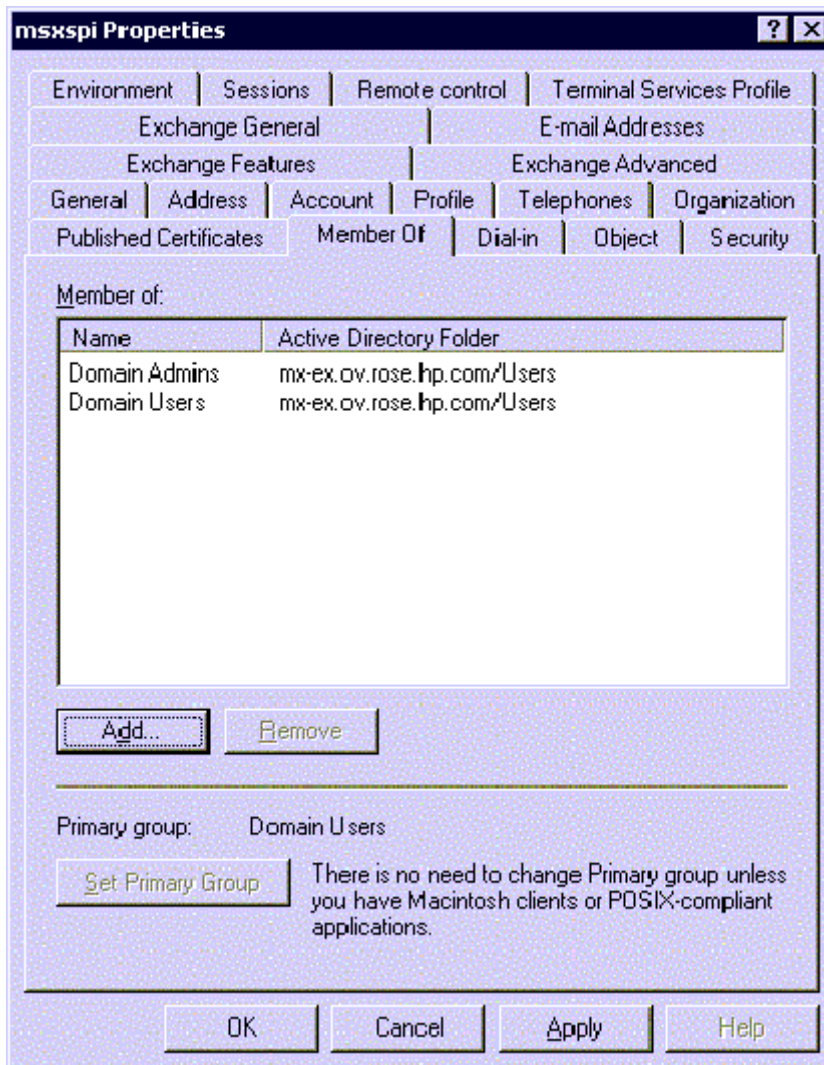 msxspi Properties
Environment Sessions Remote control Terminal Services Profile
Exchange General E-mail Addresses
Exchange Features Exchange Advanced
General Address Account Profile Telephones Organization
Published Certificates Member Of Dial-in Object Security
Member of:
Name Active Directory Folder
Domain Admins mx-ex.ov.rose.hp.com/Users
Domain Users mx-ex.ov.rose.hp.com/Users
Add... Remove
Primary group: Domain Users
Set Primary Group
There is no need to change Primary group unless
you have Macintosh clients or POSIX-compliant
applications.
OK Cancel Apply Help